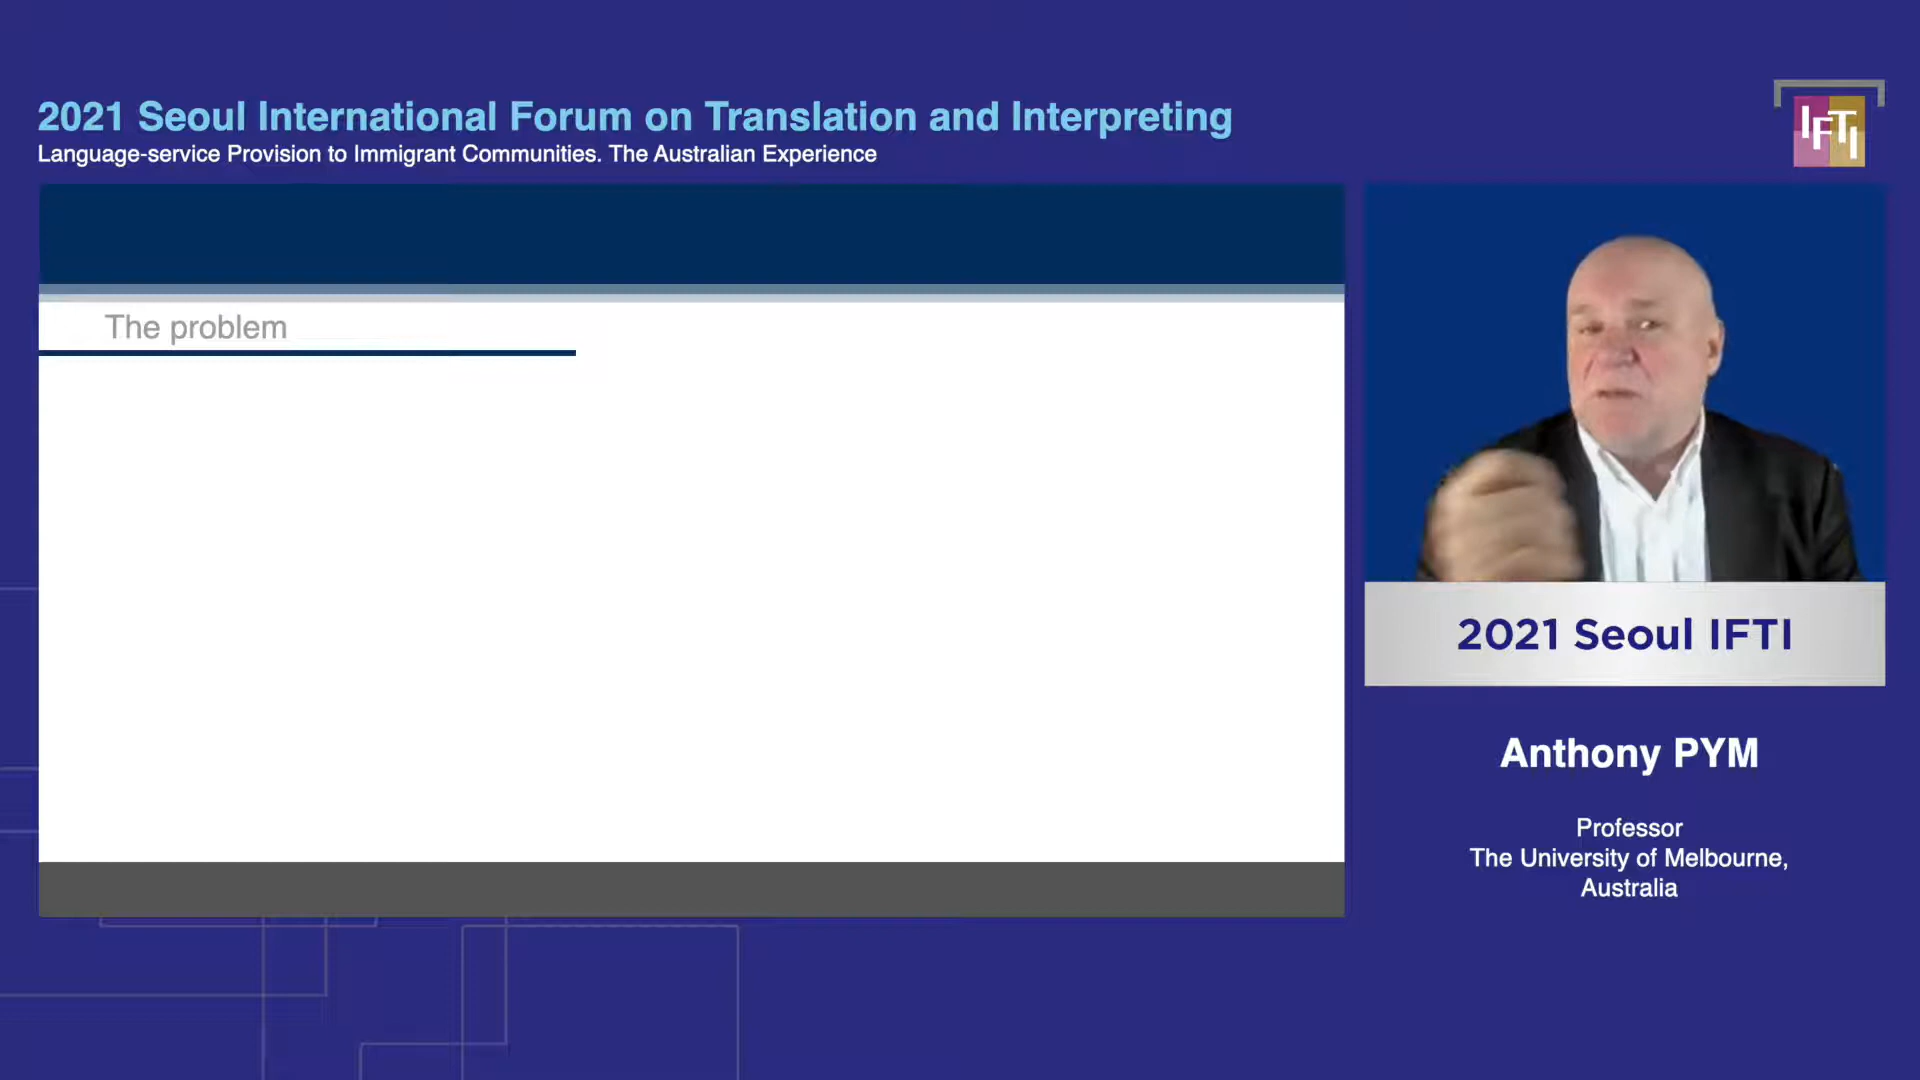 2021 Seoul International Forum on Translation and Interpreting
Language-service Provision to Immigrant Communities. The Australian Experience
IFTI
The problem
2021 Seoul IFTI
Anthony PYM
Professor
The University of Melbourne,
Australia